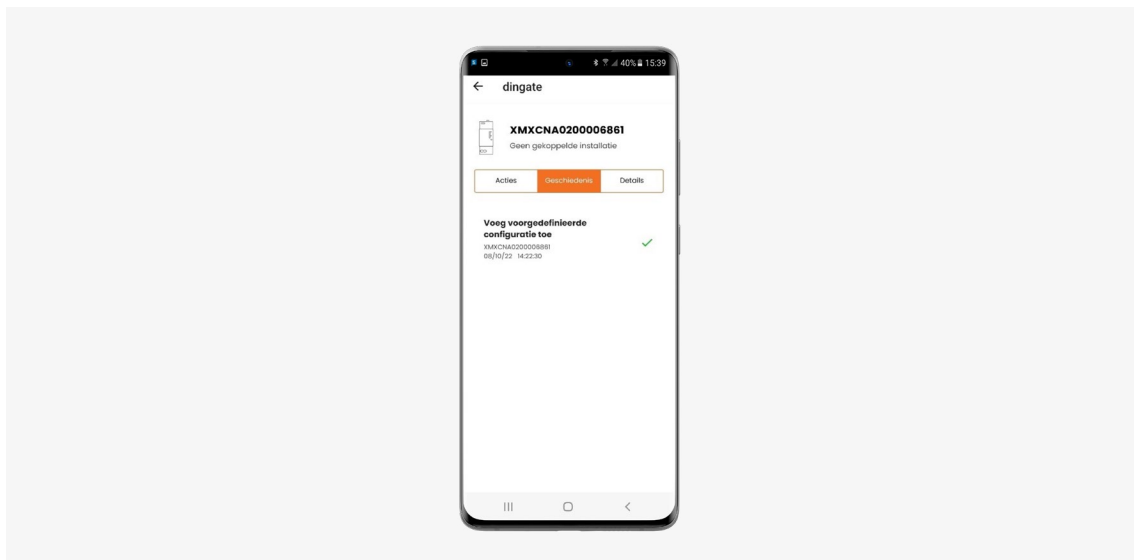 40% 15:39
dingate
XMXCNA0200006861
Geen gekoppelde installatie
Acties Geschiedenis Details
Voeg voorgedefinieerde
configuratie toe
XMXCNA0200006861
08/10/22 14:22:30